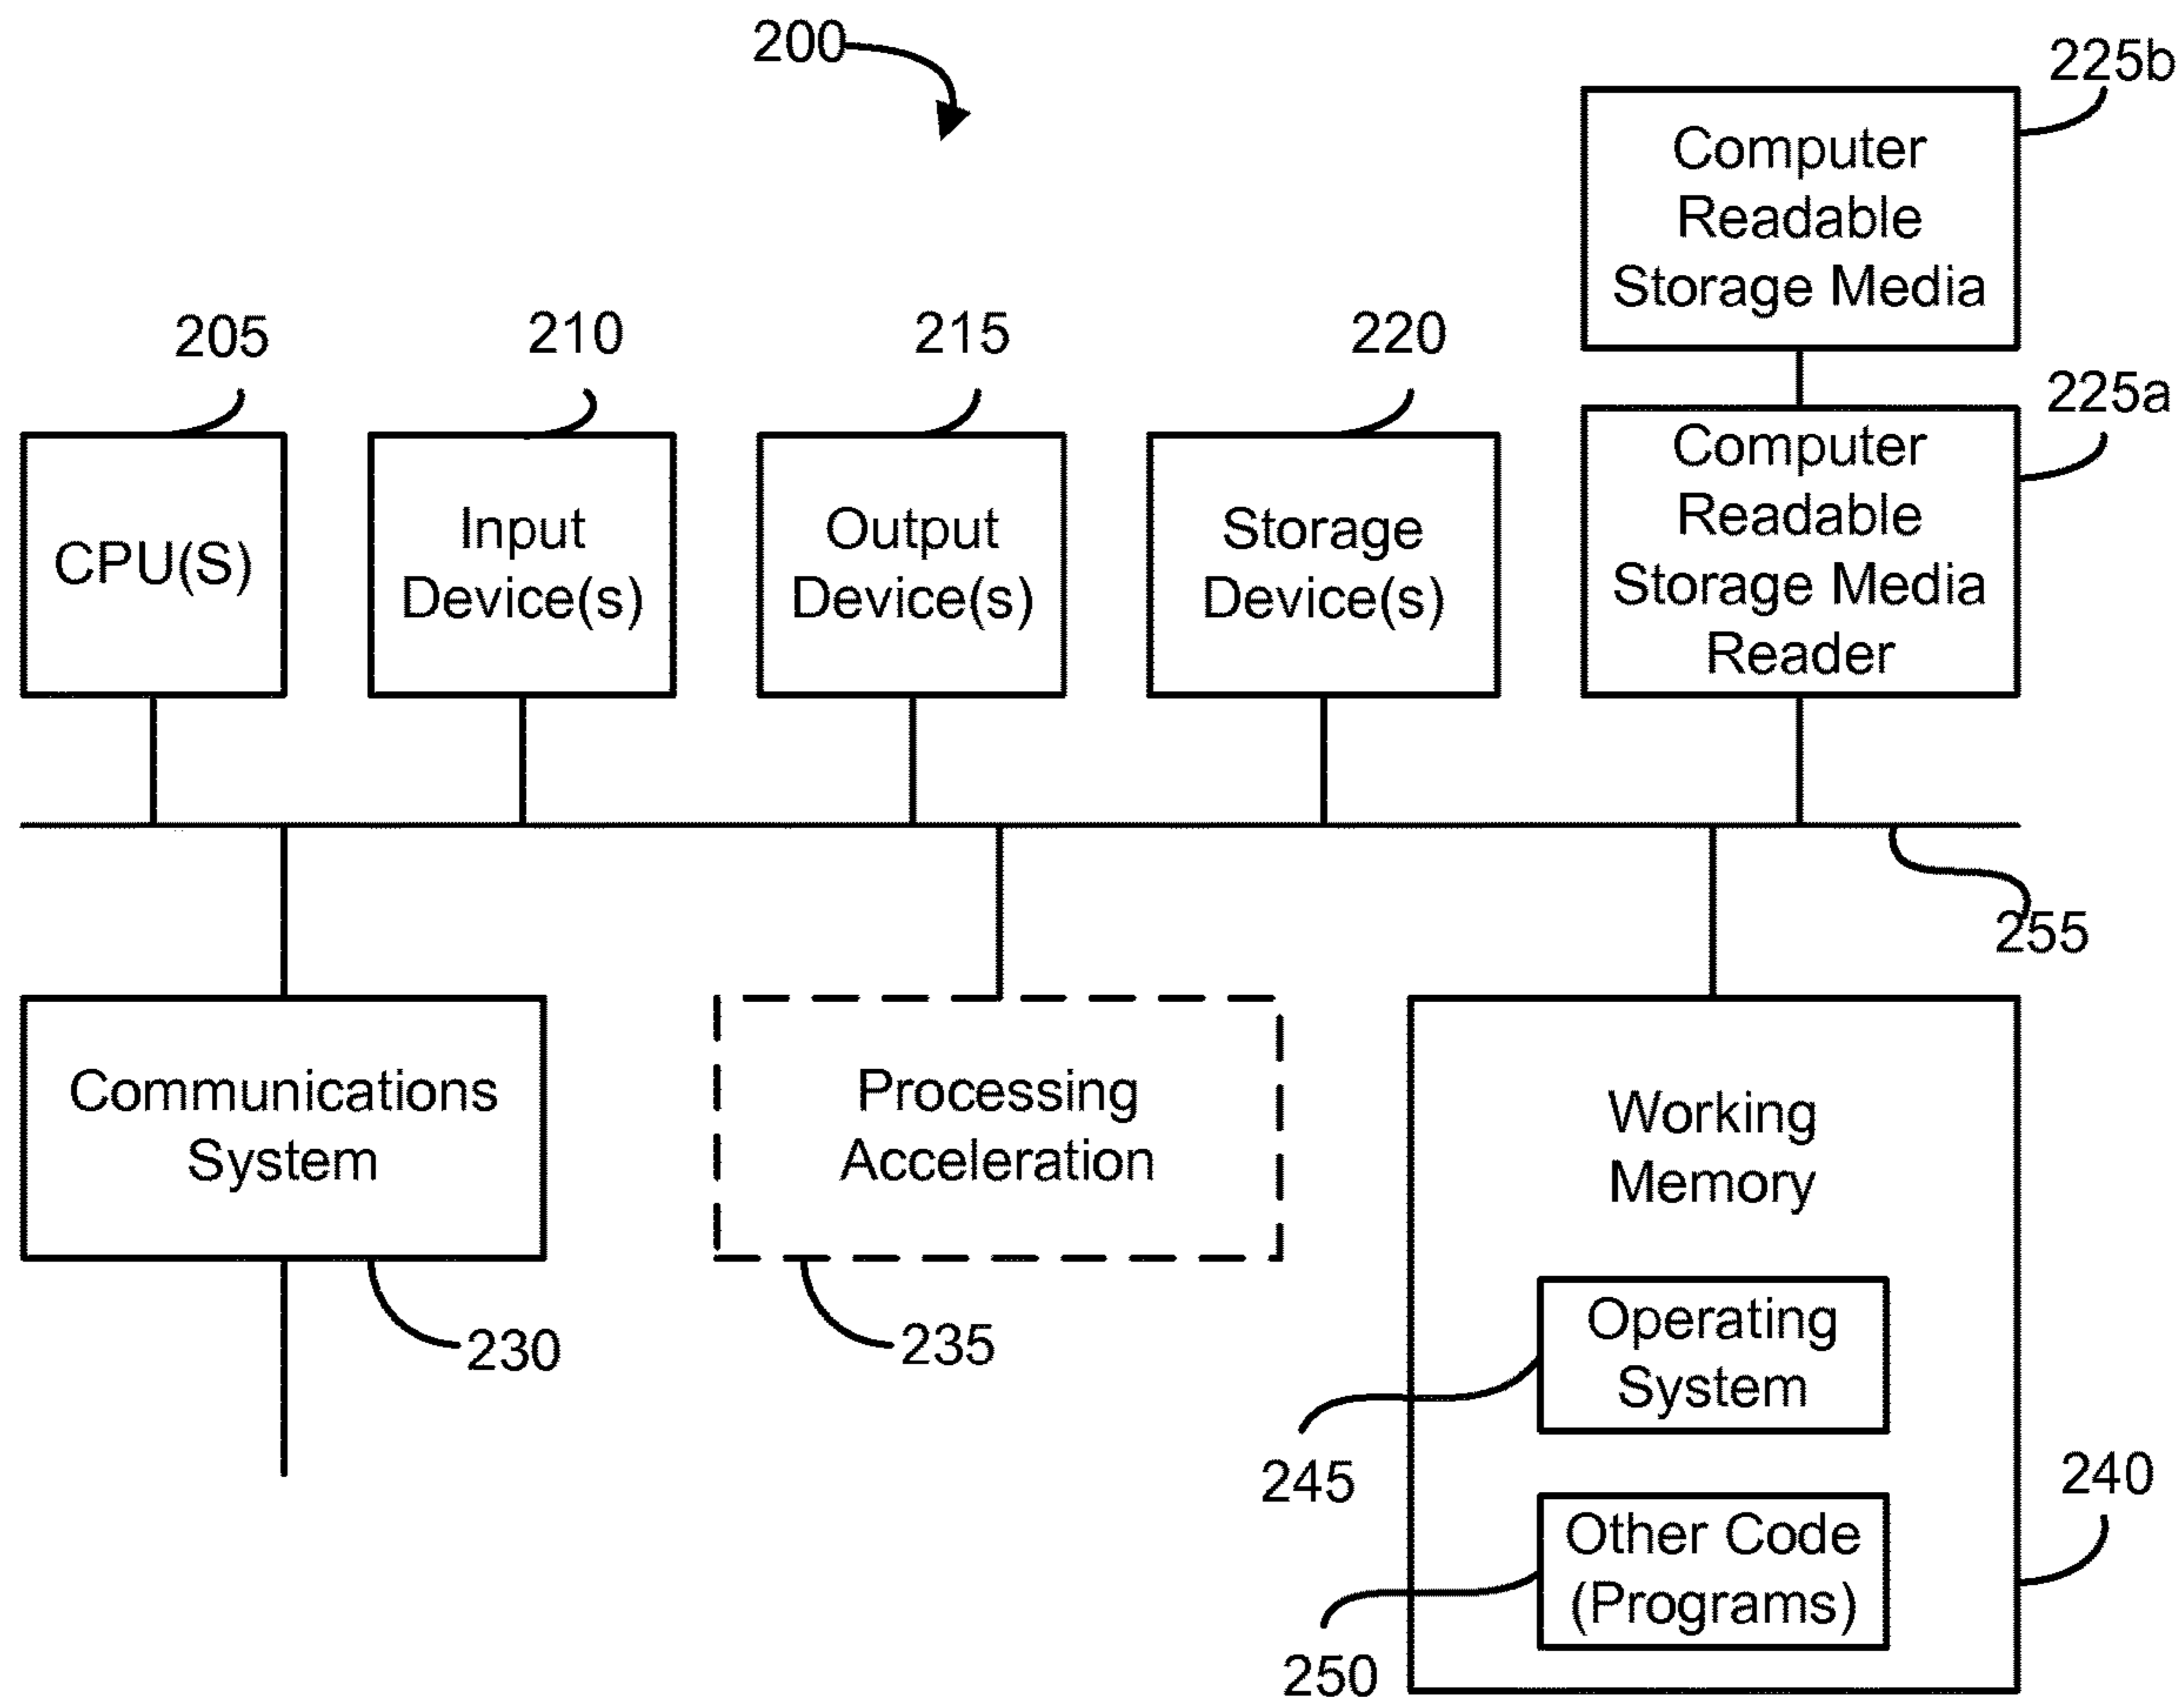 200
225b
Computer
Readable
Storage Media
205
210
215
220
225a
CPU(S)
Input
Device(s)
Output
Device(s)
Storage
Device(s)
Computer
Readable
Storage Media
Reader
255
Communications
System
230
Processing
Acceleration
235
Working
Memory
Operating
System
245
240
Other Code
(Programs)
250